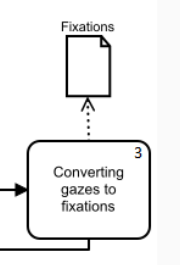 Fixations
3
Converting
gazes to
fixations